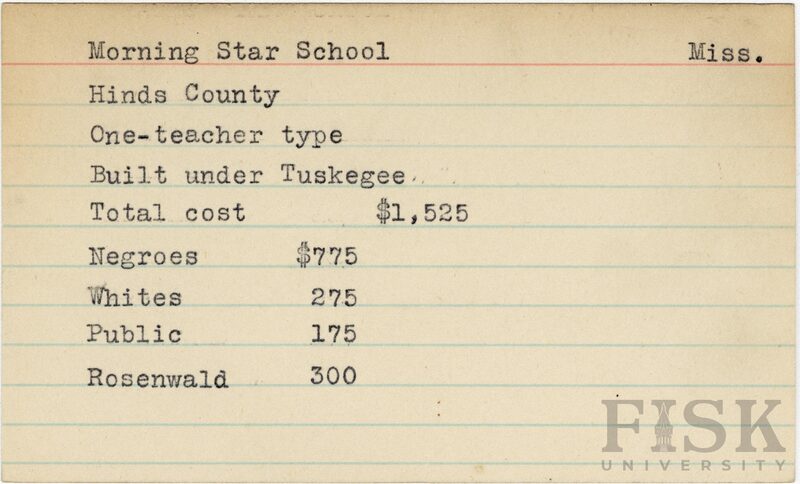 Morning Star School Miss.
Hinds County
One-teacher type
Built under Tuskegee.
Total cost $1,525
Negroes $775
Whites 275
Public 175
Rosenwald 300
FISK
UNIVERSITY